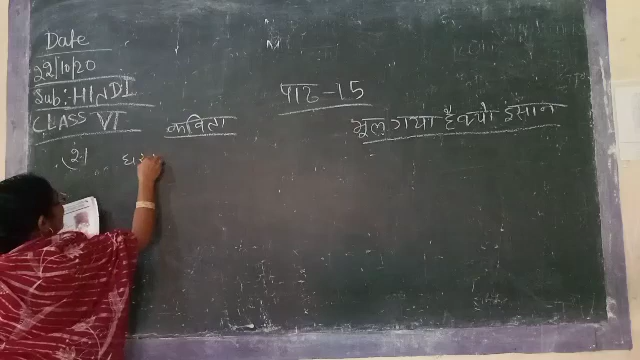 Date
22/10/20
Sub: HINDI
पाठ-15
CLASS VI
कविता
भूल गया है क्यों इंसान